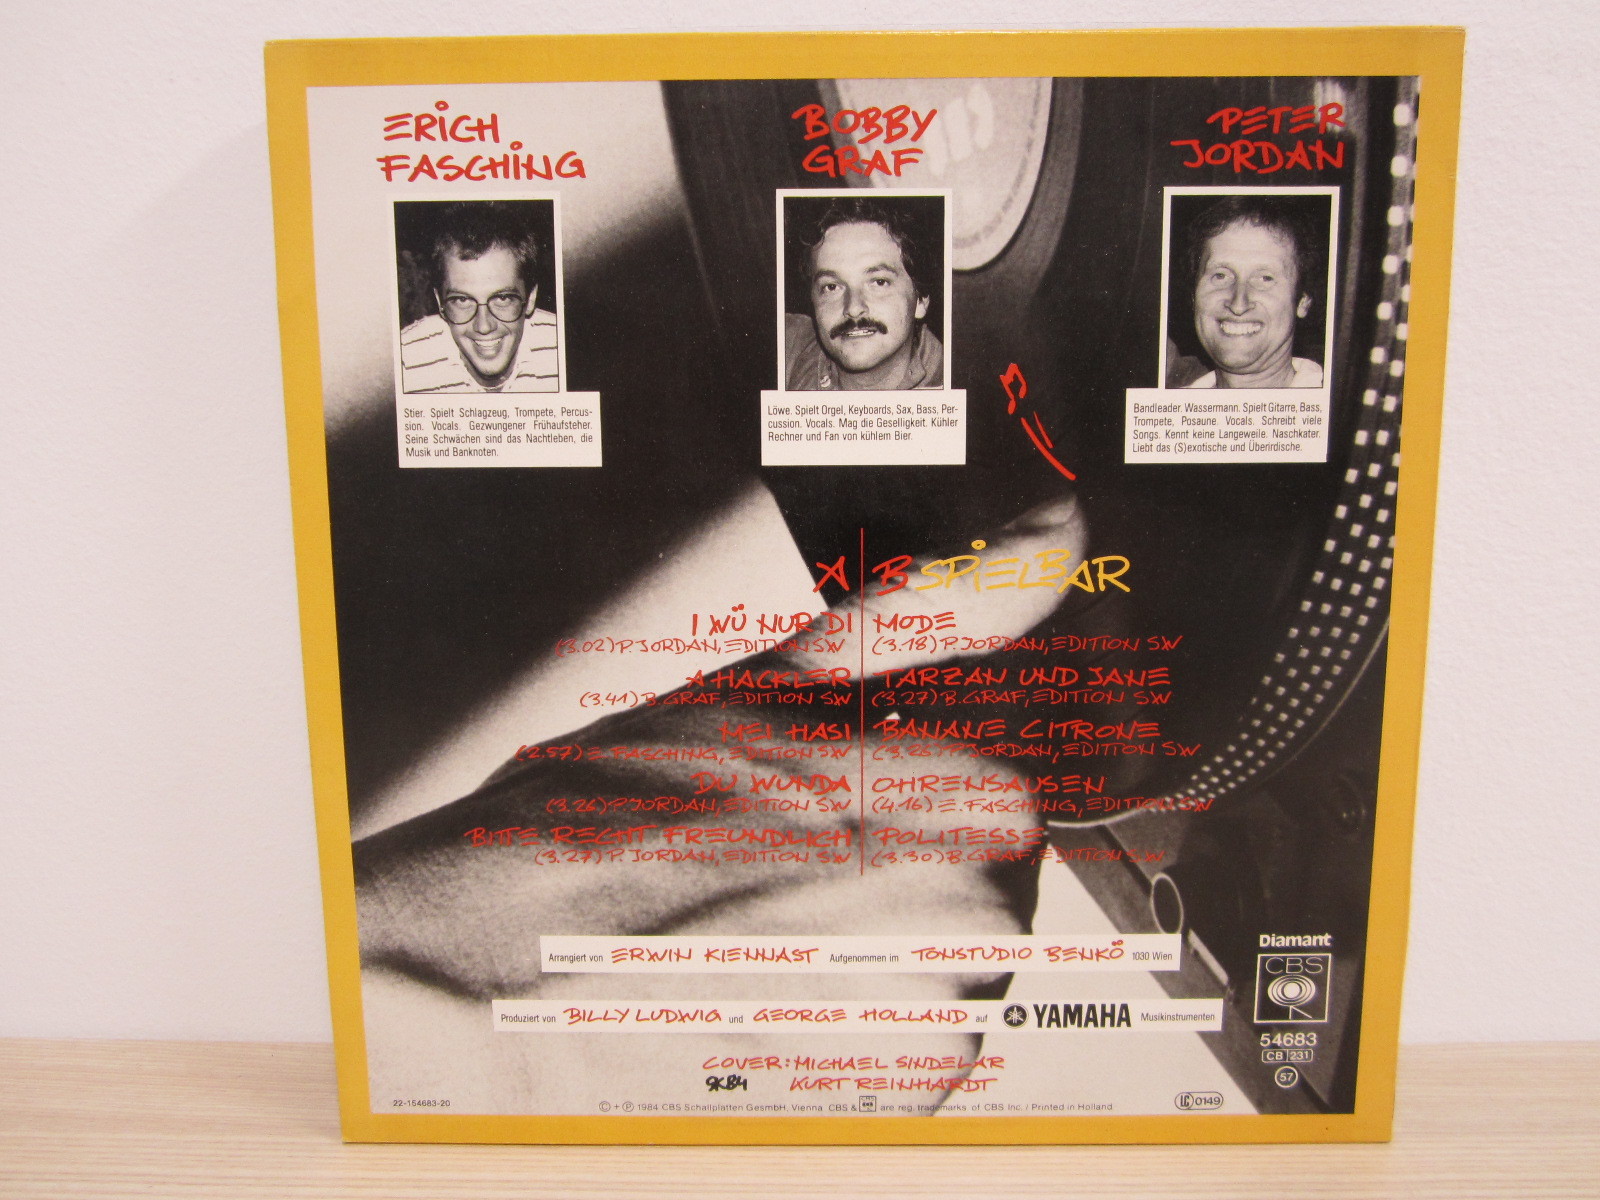 ERICH
FASCHING
BOBBY
GRAF
PETER
JORDAN
Stier. Spielt Schlagzeug, Trompete, Percus-
sion. Vocals. Gezwungener Frühaufsteher.
Seine Schwächen sind das Nachtleben, die
Musik und Banknoten.
Löwe. Spielt Orgel, Keyboards, Sax, Bass, Per-
cussion. Vocals. Mag die Geselligkeit. Kühler
Rechner und Fan von kühlem Bier.
Bandleader. Wassermann. Spielt Gitarre, Bass,
Trompete, Posaune. Vocals. Schreibt viele
Songs. Kennt keine Langeweile. Naschkater.
Liebt das (S)exotische und Überirdische.
A BSPIELBAR
I WÜ NUR DI
(3.02) P. JORDAN, EDITION SW
A HACKLER
(3.41) B. GRAF, EDITION SW
MEI HASI
(2.57) E. FASCHING, EDITION SW
DU WUNDA
(3.26) P. JORDAN, EDITION SW
BITTE RECHT FREUNDLICH
(3.27) P. JORDAN, EDITION SW
MODE
(3.18) P. JORDAN, EDITION SW
TARZAN UND JANE
(3.27) B. GRAF, EDITION SW
BANANE CITRONE
(3.26) P. JORDAN, EDITION SW
OHRENSAUSEN
(4.16) E. FASCHING, EDITION SW
POLITESSE
(3.30) B. GRAF, EDITION SW
Arrangiert von ERWIN KIENNAST Aufgenommen im TONSTUDIO BENKÖ 1030 Wien
Produziert von BILLY LUDWIG und GEORGE HOLLAND auf YAMAHA Musikinstrumenten
COVER: MICHAEL SINDELAR
SK84 KURT REINHARDT
Diamant
CBS
54683
CB 231
57
22-154683-20
© + ℗ 1984 CBS Schallplatten GesmbH, Vienna CBS & CBS are reg. trademarks of CBS Inc. / Printed in Holland
LC 0149